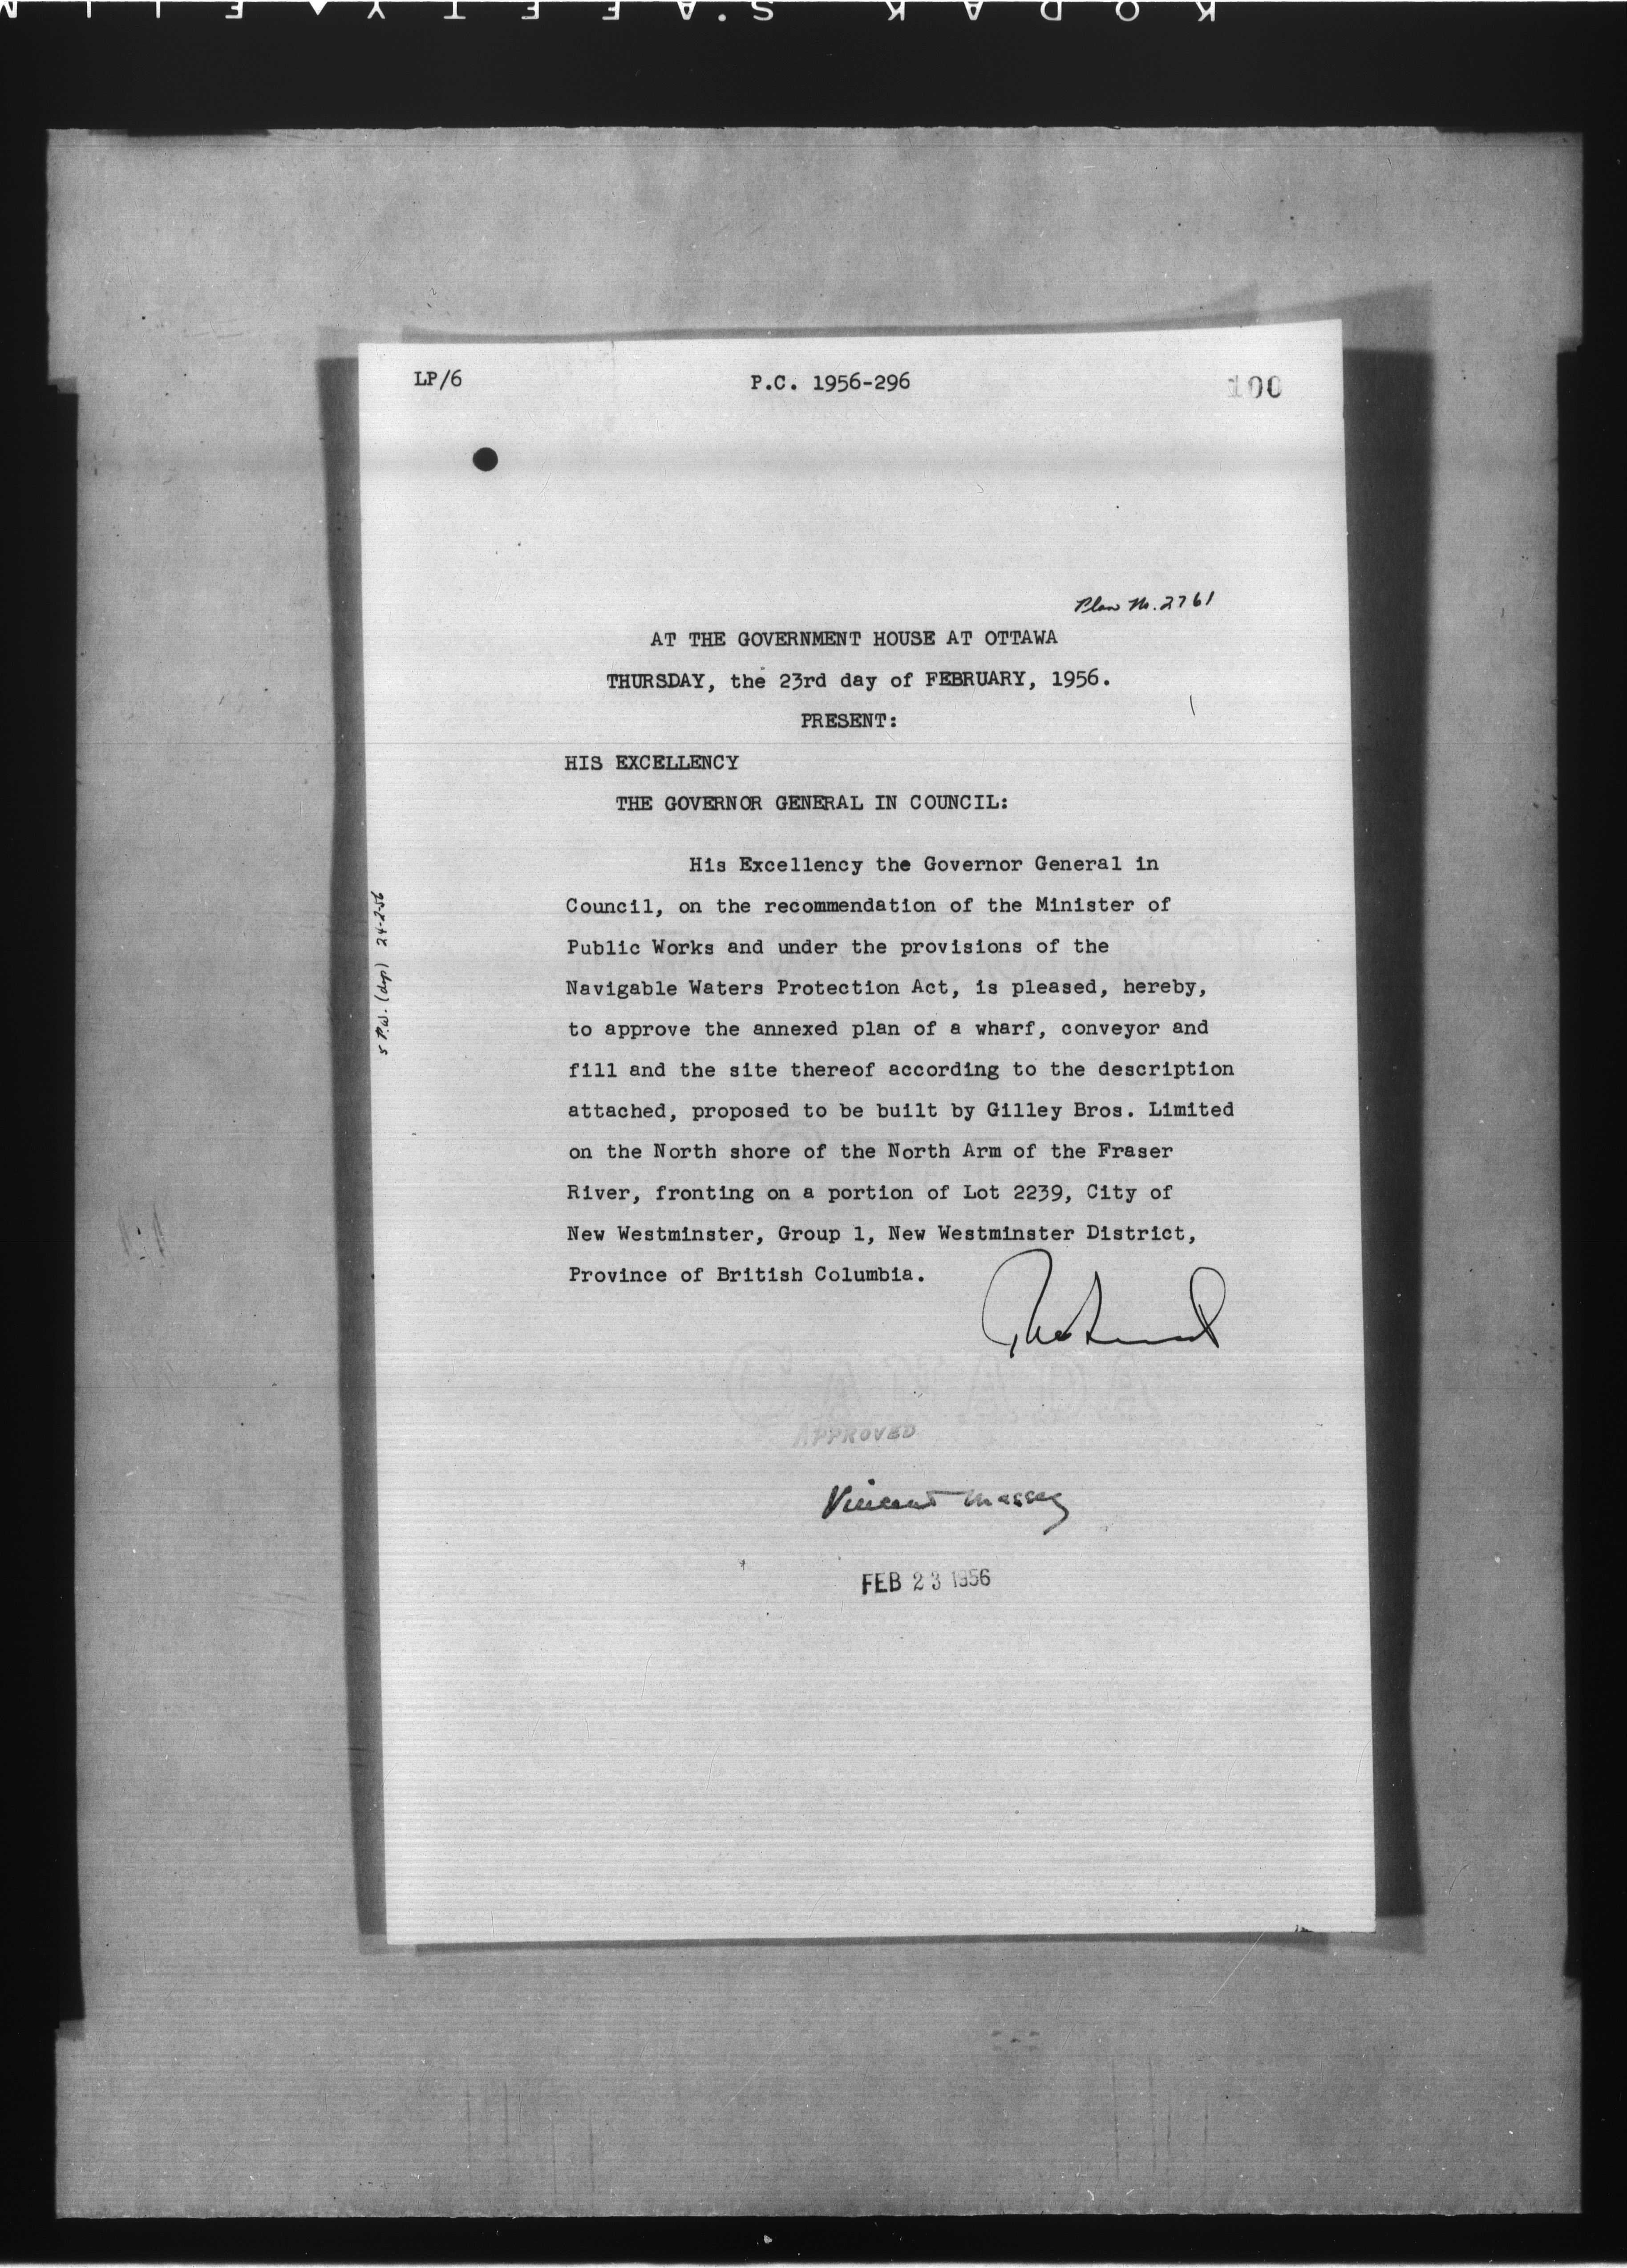 KODAK S.AFETY▲FILM
LP/6
P.C. 1956-296
100
Plan No. 2761
AT THE GOVERNMENT HOUSE AT OTTAWA
THURSDAY, the 23rd day of FEBRUARY, 1956.
PRESENT:
HIS EXCELLENCY
THE GOVERNOR GENERAL IN COUNCIL:
His Excellency the Governor General in
Council, on the recommendation of the Minister of
Public Works and under the provisions of the
Navigable Waters Protection Act, is pleased, hereby,
to approve the annexed plan of a wharf, conveyor and
fill and the site thereof according to the description
attached, proposed to be built by Gilley Bros. Limited
on the North shore of the North Arm of the Fraser
River, fronting on a portion of Lot 2239, City of
New Westminster, Group 1, New Westminster District,
Province of British Columbia.
5 P.W. (dup) 24-2-56
APPROVED
Vincent Massey
FEB 23 1956